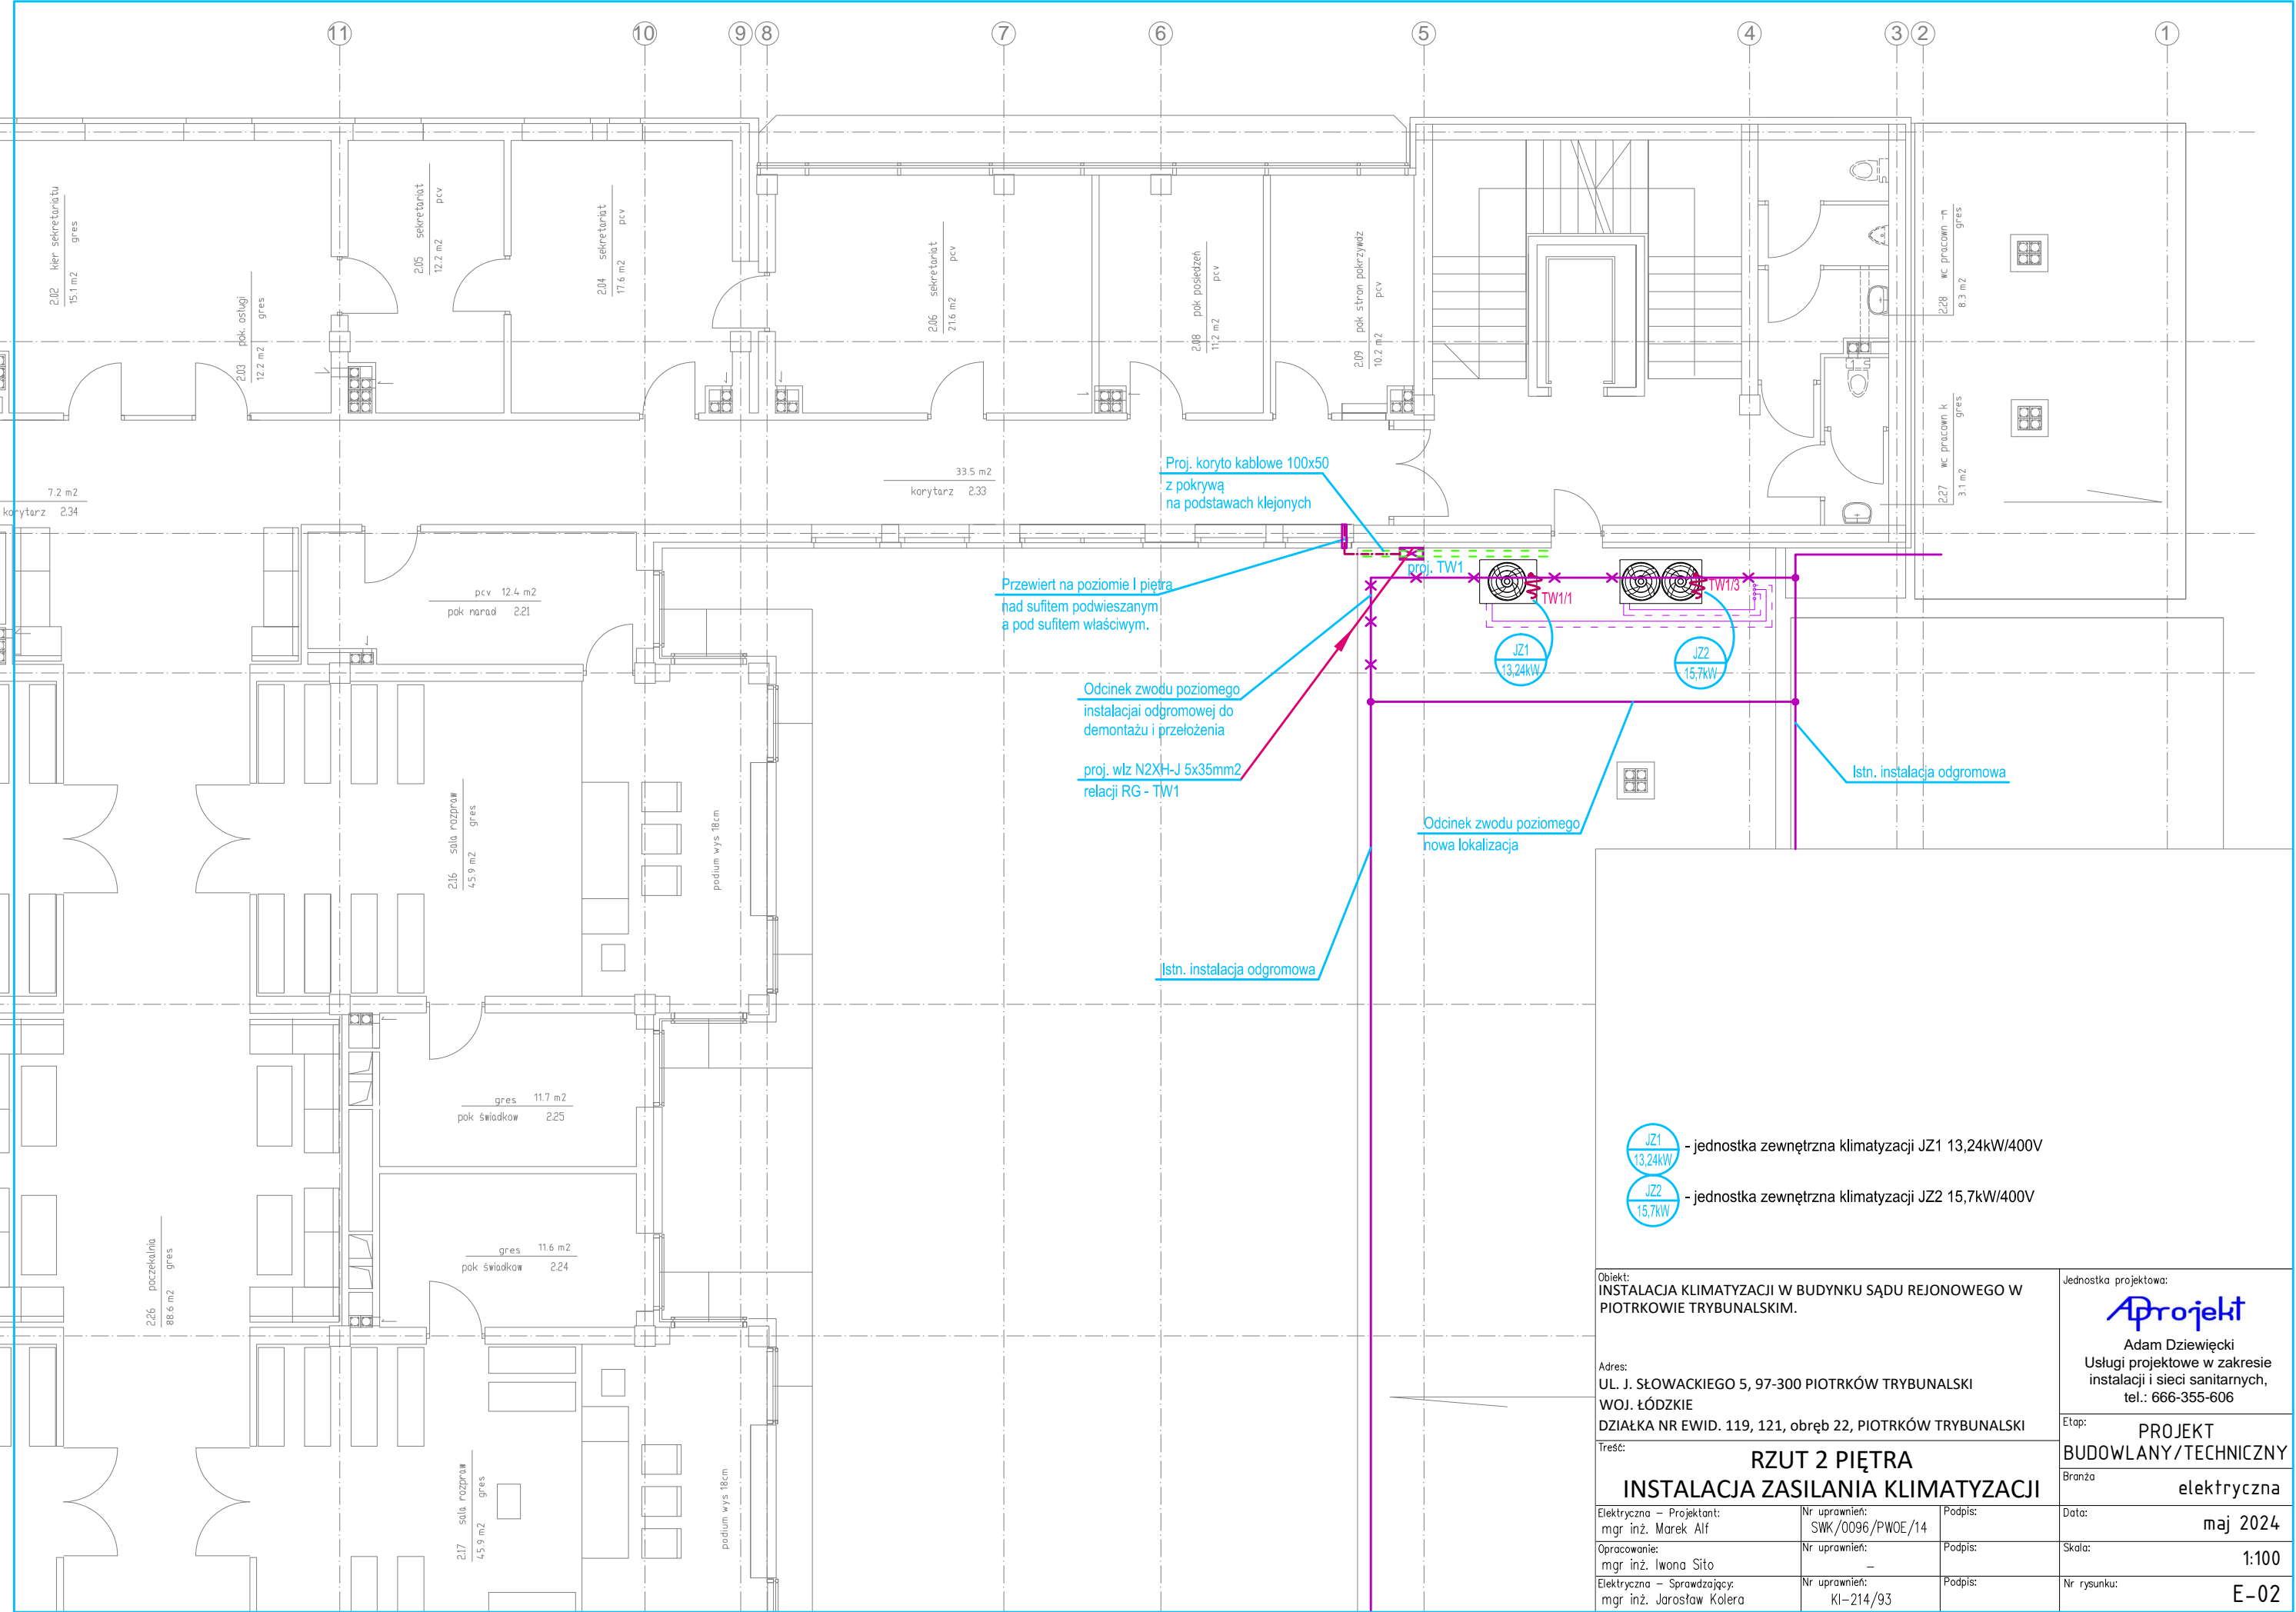 11
10
9
8
7
6
5
4
3
2
1
2.02 kier sekretariatu
15.1 m2 gres
2.03 pok. osługi
12.2 m2 gres
2.05 sekretariat
12.2 m2 pcv
2.04 sekretariat
17.6 m2 pcv
2.06 sekretariat
21.6 m2 pcv
2.08 pok posiedzeń
11.2 m2 pcv
2.09 pok stron pokrzywdz
10.2 m2 pcv
2.28 wc pracown -m
8.3 m2 gres
2.27 wc pracown k
3.1 m2 gres
7.2 m2
korytarz 2.34
33.5 m2
korytarz 2.33
Proj. koryto kablowe 100x50
z pokrywą
na podstawach klejonych
Przewiert na poziomie I piętra
nad sufitem podwieszanym
a pod sufitem właściwym.
proj. TW1
TW1/1
TW1/3
JZ1
13,24kW
JZ2
15,7kW
pcv 12.4 m2
pok narad 2.21
Odcinek zwodu poziomego
instalacjai odgromowej do
demontażu i przełożenia
proj. wlz N2XH-J 5x35mm2
relacji RG - TW1
Istn. instalacja odgromowa
Odcinek zwodu poziomego
nowa lokalizacja
2.16 sala rozpraw
45.9 m2 gres
podium wys 18cm
Istn. instalacja odgromowa
gres 11.7 m2
pok świadkow 2.25
gres 11.6 m2
pok świadkow 2.24
2.26 poczekalnia
88.6 m2 gres
2.17 sala rozpraw
45.9 m2 gres
podium wys 18cm
JZ1
13,24kW
- jednostka zewnętrzna klimatyzacji JZ1 13,24kW/400V
JZ2
15,7kW
- jednostka zewnętrzna klimatyzacji JZ2 15,7kW/400V
Obiekt:
INSTALACJA KLIMATYZACJI W BUDYNKU SĄDU REJONOWEGO W
PIOTRKOWIE TRYBUNALSKIM.
Adres:
UL. J. SŁOWACKIEGO 5, 97-300 PIOTRKÓW TRYBUNALSKI
WOJ. ŁÓDZKIE
DZIAŁKA NR EWID. 119, 121, obręb 22, PIOTRKÓW TRYBUNALSKI
Treść:
RZUT 2 PIĘTRA
INSTALACJA ZASILANIA KLIMATYZACJI
Elektryczna – Projektant:
mgr inż. Marek Alf
Nr uprawnień:
SWK/0096/PWOE/14
Podpis:
Opracowanie:
mgr inż. Iwona Sito
Nr uprawnień:
–
Podpis:
Elektryczna – Sprawdzający:
mgr inż. Jarosław Kolera
Nr uprawnień:
KI–214/93
Podpis:
Jednostka projektowa:
AProjekt
Adam Dziewięcki
Usługi projektowe w zakresie
instalacji i sieci sanitarnych,
tel.: 666-355-606
Etap:
PROJEKT
BUDOWLANY/TECHNICZNY
Branża
elektryczna
Data:
maj 2024
Skala:
1:100
Nr rysunku:
E-02